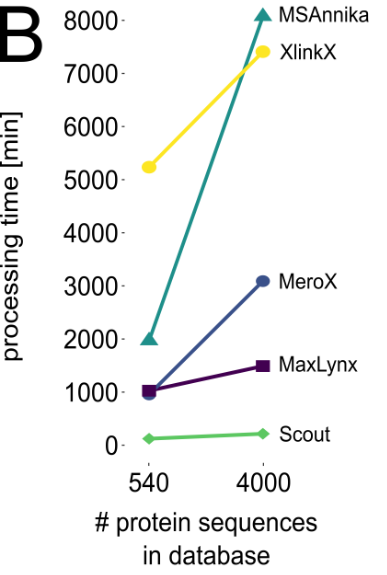 B
8000
7000
6000
5000
4000
3000
2000
1000
0
processing time [min]
MSAnnika
XlinkX
MeroX
MaxLynx
Scout
540
4000
# protein sequences
in database